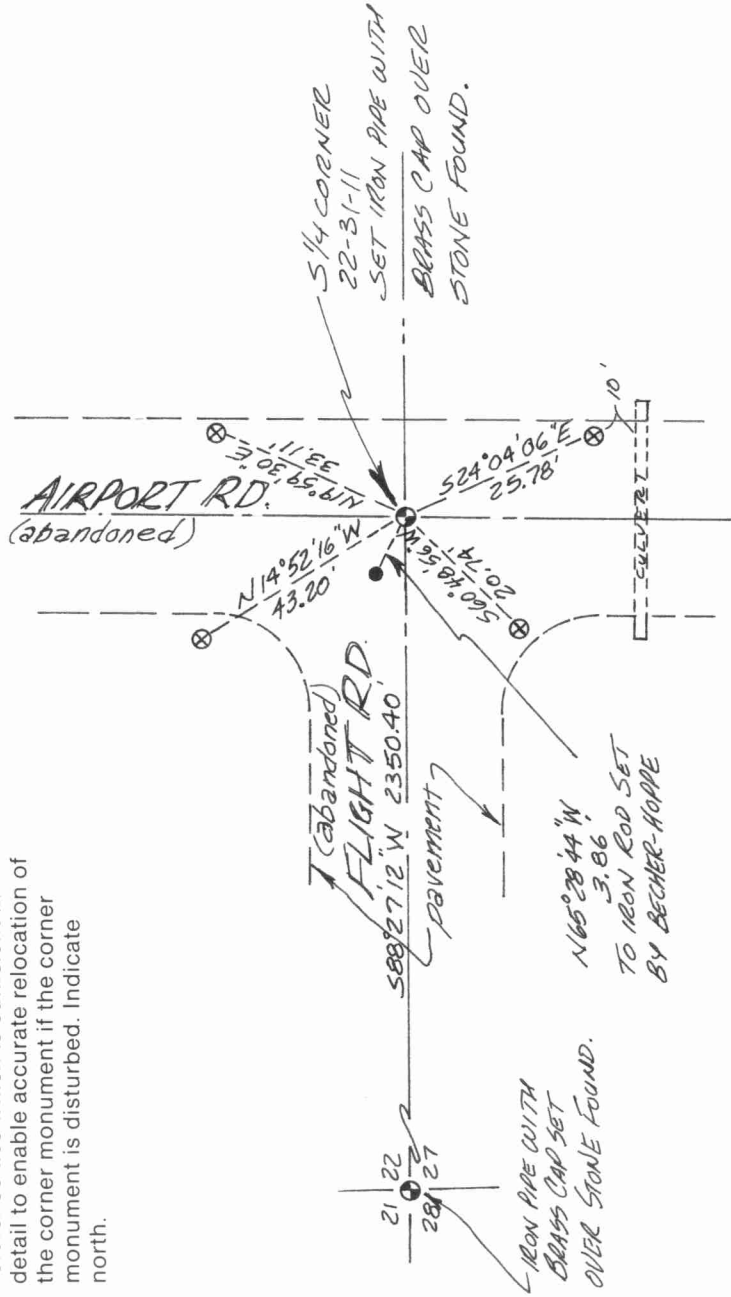 detail to enable accurate relocation of
the corner monument if the corner
monument is disturbed. Indicate
north.
AIRPORT RD.
(abandoned)
S 1/4 CORNER
22-31-11
SET IRON PIPE WITH
BRASS CAP OVER
STONE FOUND.
N 14°52'16"W
43.20'
N19°59'30"E
33.11'
S24°04'06"E
25.78'
S60°48'56"W
20.74'
10'
CULVERT
(abandoned)
FLIGHT RD.
S88°27'12"W 2350.40'
pavement
N65°28'44"W
3.86'
TO IRON ROD SET
BY BECHER-HOPPE
21 22
28 27
IRON PIPE WITH
BRASS CAP SET
OVER STONE FOUND.